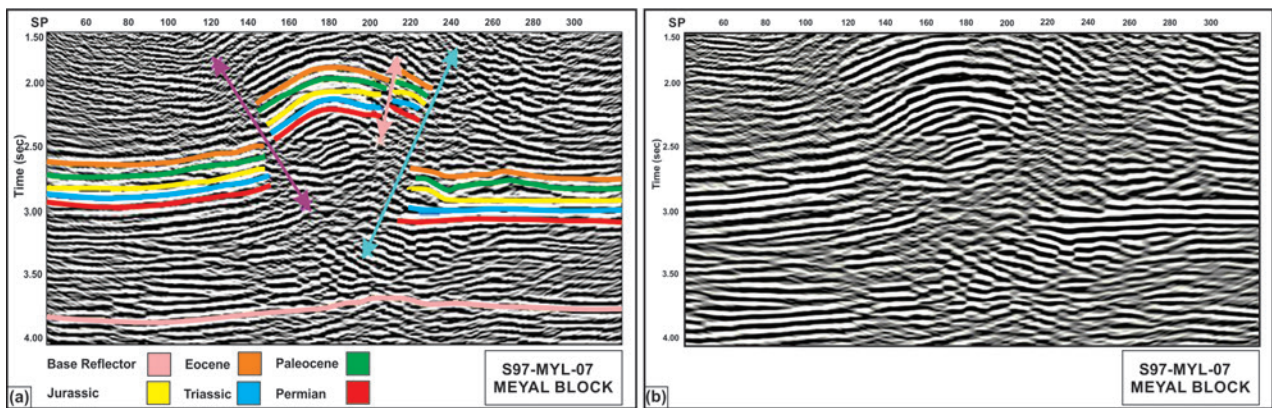 SP 60 80 100 120 140 160 180 200 220 240 260 280 300
1.50
2.00
2.50
3.00
3.50
4.00
Time (sec)
Base Reflector Eocene Paleocene
Jurassic Triassic Permian
S97-MYL-07
MEYAL BLOCK
(a)
SP 60 80 100 120 140 160 180 200 220 240 260 280 300
1.50
2.00
2.50
3.00
3.50
4.00
Time (sec)
S97-MYL-07
MEYAL BLOCK
(b)